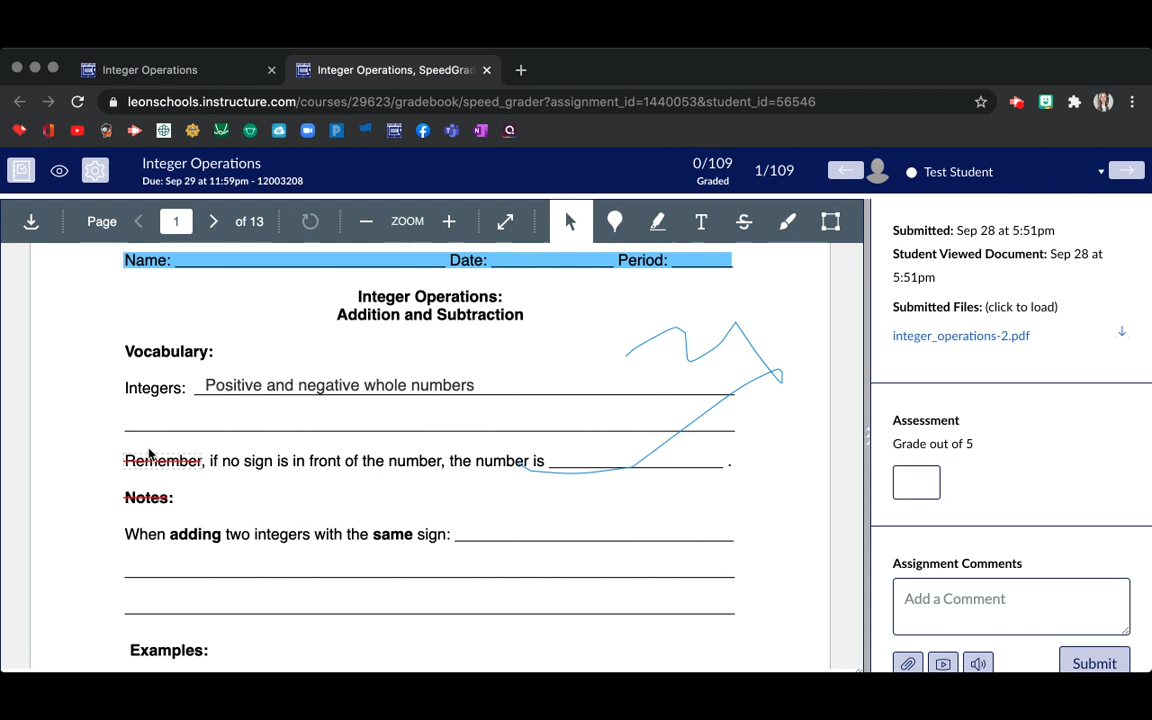 Integer Operations
Integer Operations, SpeedGrad
leonschools.instructure.com/courses/29623/gradebook/speed_grader?assignment_id=1440053&student_id=56546
Integer Operations
Due: Sep 29 at 11:59pm - 12003208
0/109
Graded
1/109
Test Student
Page 1 of 13
ZOOM
Name: Date: Period:
Integer Operations:
Addition and Subtraction
Vocabulary:
Integers: Positive and negative whole numbers
Remember, if no sign is in front of the number, the number is .
Notes:
When adding two integers with the same sign:
Examples:
Submitted: Sep 28 at 5:51pm
Student Viewed Document: Sep 28 at
5:51pm
Submitted Files: (click to load)
integer_operations-2.pdf
Assessment
Grade out of 5
Assignment Comments
Add a Comment
Submit